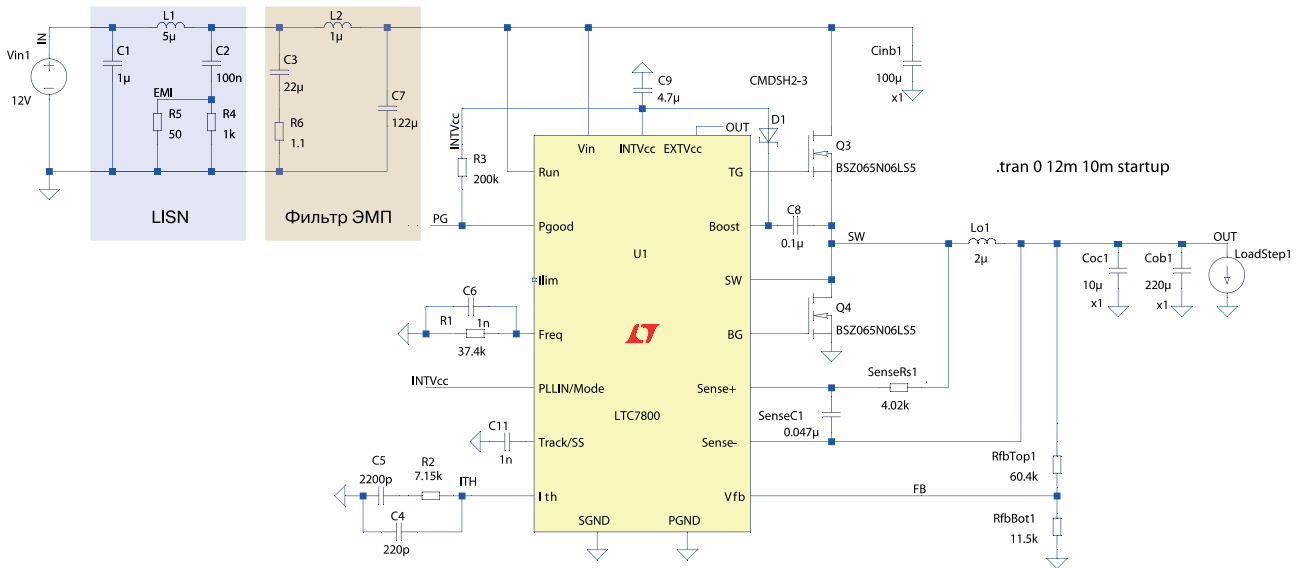 L1
5µ
L2
1µ
IN
Vin1
12V
C1
1µ
C2
100n
EMI
R5
50
R4
1k
LISN
C3
22µ
R6
1.1
C7
122µ
Фильтр ЭМП
C9
4.7µ
CMDSH2-3
Cinb1
100µ
x1
INTVcc
R3
200k
PG
OUT
D1
Q3
BSZ065N06LS5
.tran 0 12m 10m startup
Vin
INTVcc
EXTVcc
Run
TG
Pgood
Boost
C8
0.1µ
U1
SW
Lo1
2µ
OUT
LoadStep1
Coc1
10µ
x1
Cob1
220µ
x1
Ilim
SW
Q4
BSZ065N06LS5
C6
1n
R1
37.4k
Freq
BG
INTVcc
PLLIN/Mode
Sense+
SenseRs1
4.02k
LTC7800
SenseC1
0.047µ
C11
1n
Track/SS
Sense-
C5
2200p
R2
7.15k
ITH
Ith
Vfb
FB
RfbTop1
60.4k
C4
220p
SGND
PGND
RfbBot1
11.5k